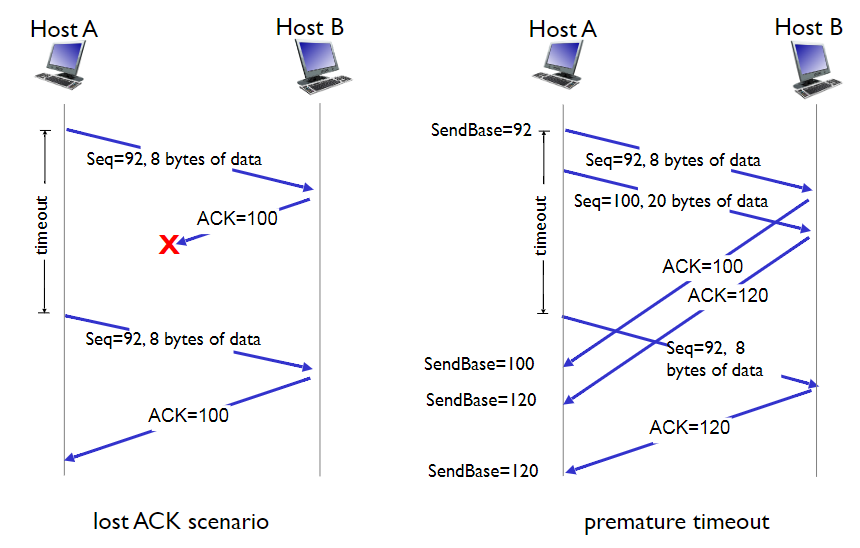 Host A
Host B
Seq=92, 8 bytes of data
ACK=100
X
timeout
Seq=92, 8 bytes of data
ACK=100
lost ACK scenario
Host A
Host B
SendBase=92
Seq=92, 8 bytes of data
Seq=100, 20 bytes of data
timeout
ACK=100
ACK=120
Seq=92, 8
bytes of data
SendBase=100
SendBase=120
ACK=120
SendBase=120
premature timeout